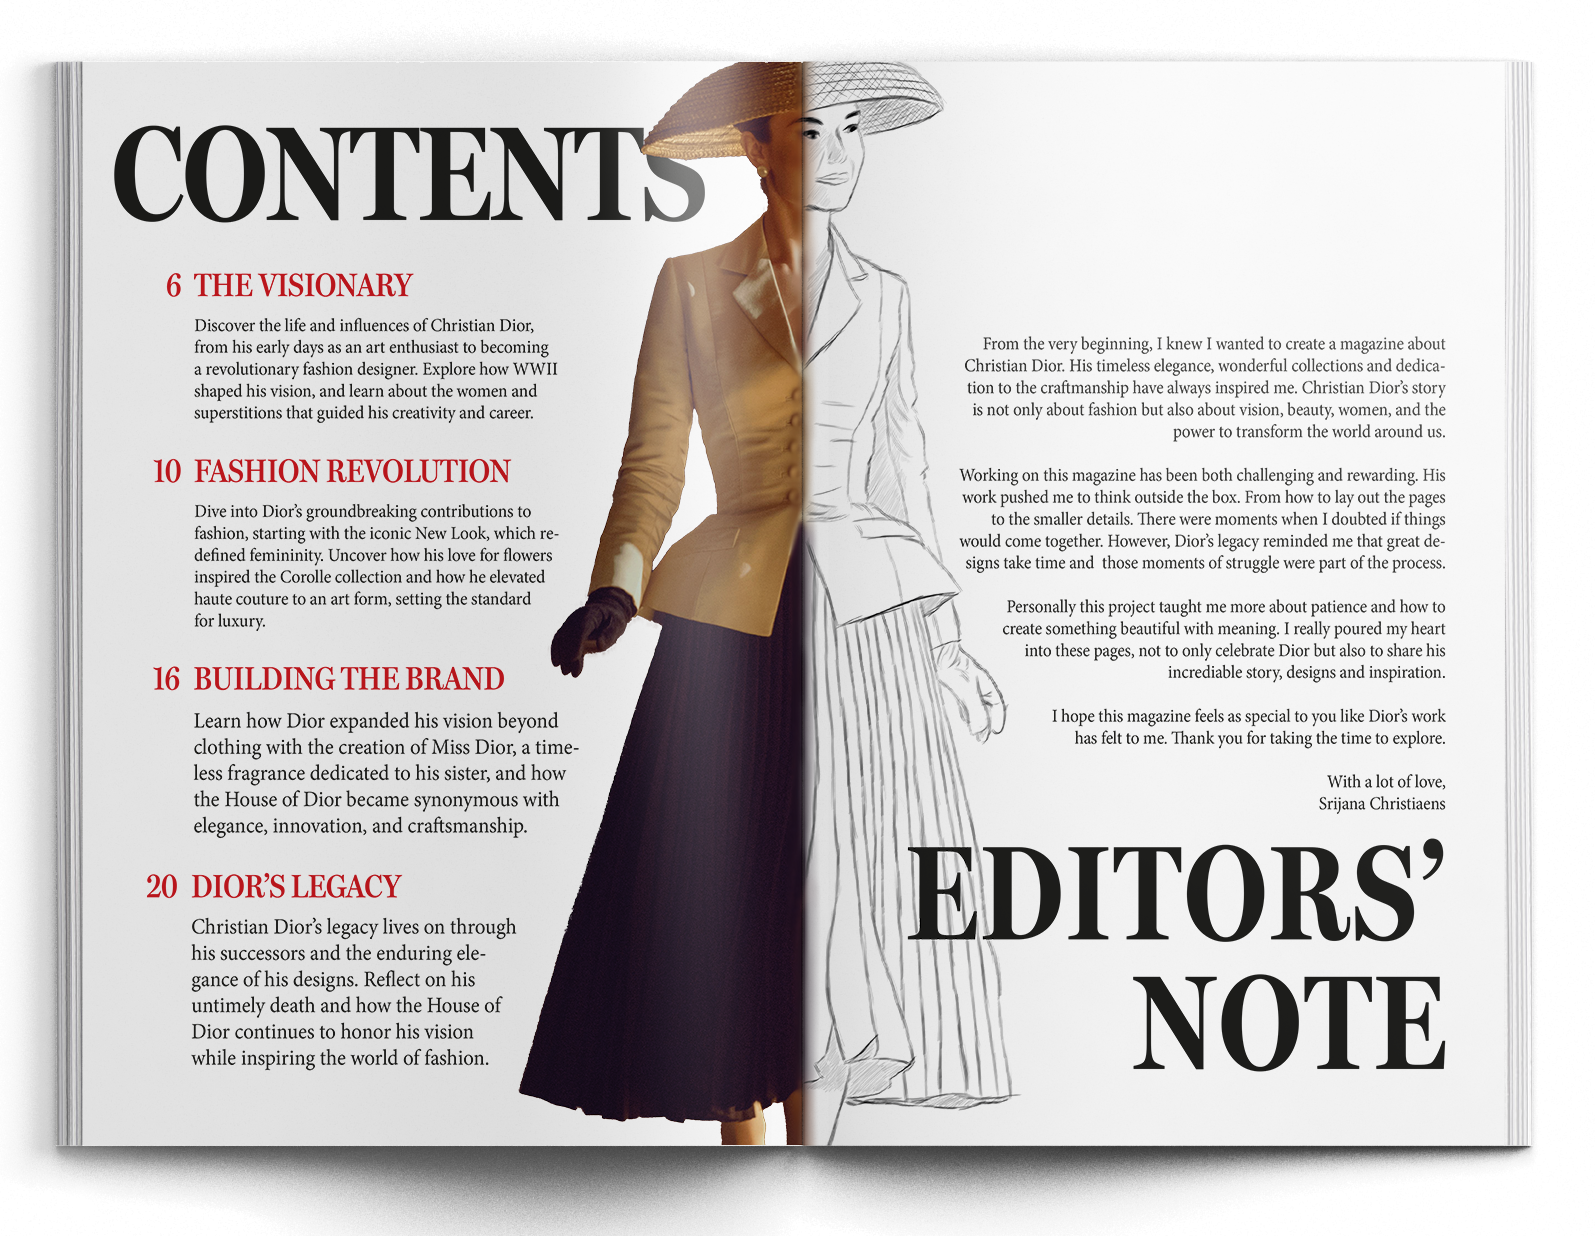 CONTENTS
6 THE VISIONARY
Discover the life and influences of Christian Dior,
from his early days as an art enthusiast to becoming
a revolutionary fashion designer. Explore how WWII
shaped his vision, and learn about the women and
superstitions that guided his creativity and career.
10 FASHION REVOLUTION
Dive into Dior's groundbreaking contributions to
fashion, starting with the iconic New Look, which re-
defined femininity. Uncover how his love for flowers
inspired the Corolle collection and how he elevated
haute couture to an art form, setting the standard
for luxury.
16 BUILDING THE BRAND
Learn how Dior expanded his vision beyond
clothing with the creation of Miss Dior, a time-
less fragrance dedicated to his sister, and how
the House of Dior became synonymous with
elegance, innovation, and craftsmanship.
20 DIOR'S LEGACY
Christian Dior's legacy lives on through
his successors and the enduring ele-
gance of his designs. Reflect on his
untimely death and how the House of
Dior continues to honor his vision
while inspiring the world of fashion.
From the very beginning, I knew I wanted to create a magazine about
Christian Dior. His timeless elegance, wonderful collections and dedica-
tion to the craftmanship have always inspired me. Christian Dior's story
is not only about fashion but also about vision, beauty, women, and the
power to transform the world around us.
Working on this magazine has been both challenging and rewarding. His
work pushed me to think outside the box. From how to lay out the pages
to the smaller details. There were moments when I doubted if things
would come together. However, Dior's legacy reminded me that great de-
signs take time and those moments of struggle were part of the process.
Personally this project taught me more about patience and how to
create something beautiful with meaning. I really poured my heart
into these pages, not to only celebrate Dior but also to share his
incrediable story, designs and inspiration.
I hope this magazine feels as special to you like Dior's work
has felt to me. Thank you for taking the time to explore.
With a lot of love,
Srijana Christiaens
EDITORS'
NOTE